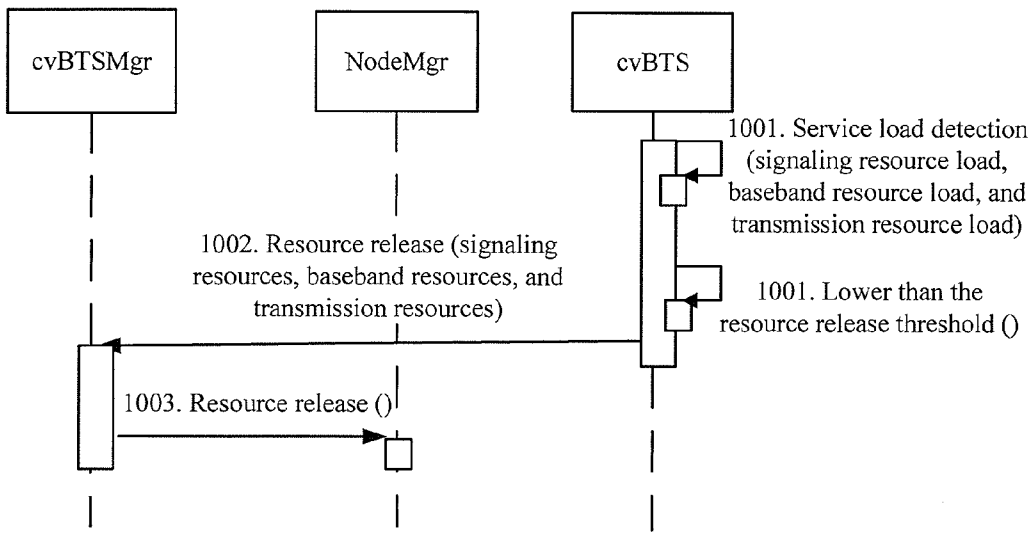 cvBTSMgr
NodeMgr
cvBTS
1001. Service load detection
(signaling resource load,
baseband resource load, and
transmission resource load)
1002. Resource release (signaling
resources, baseband resources, and
transmission resources)
1001. Lower than the
resource release threshold ()
1003. Resource release ()